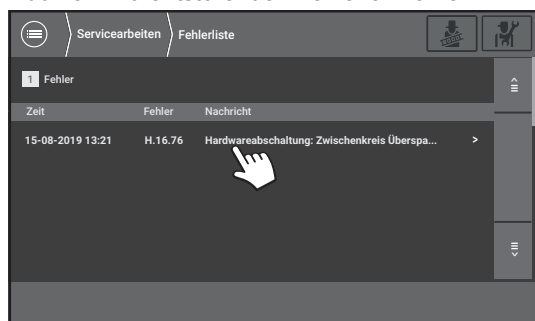 Servicearbeiten Fehlerliste
1 Fehler
Zeit Fehler Nachricht
15-08-2019 13:21 H.16.76 Hardwareabschaltung: Zwischenkreis Überspa... >